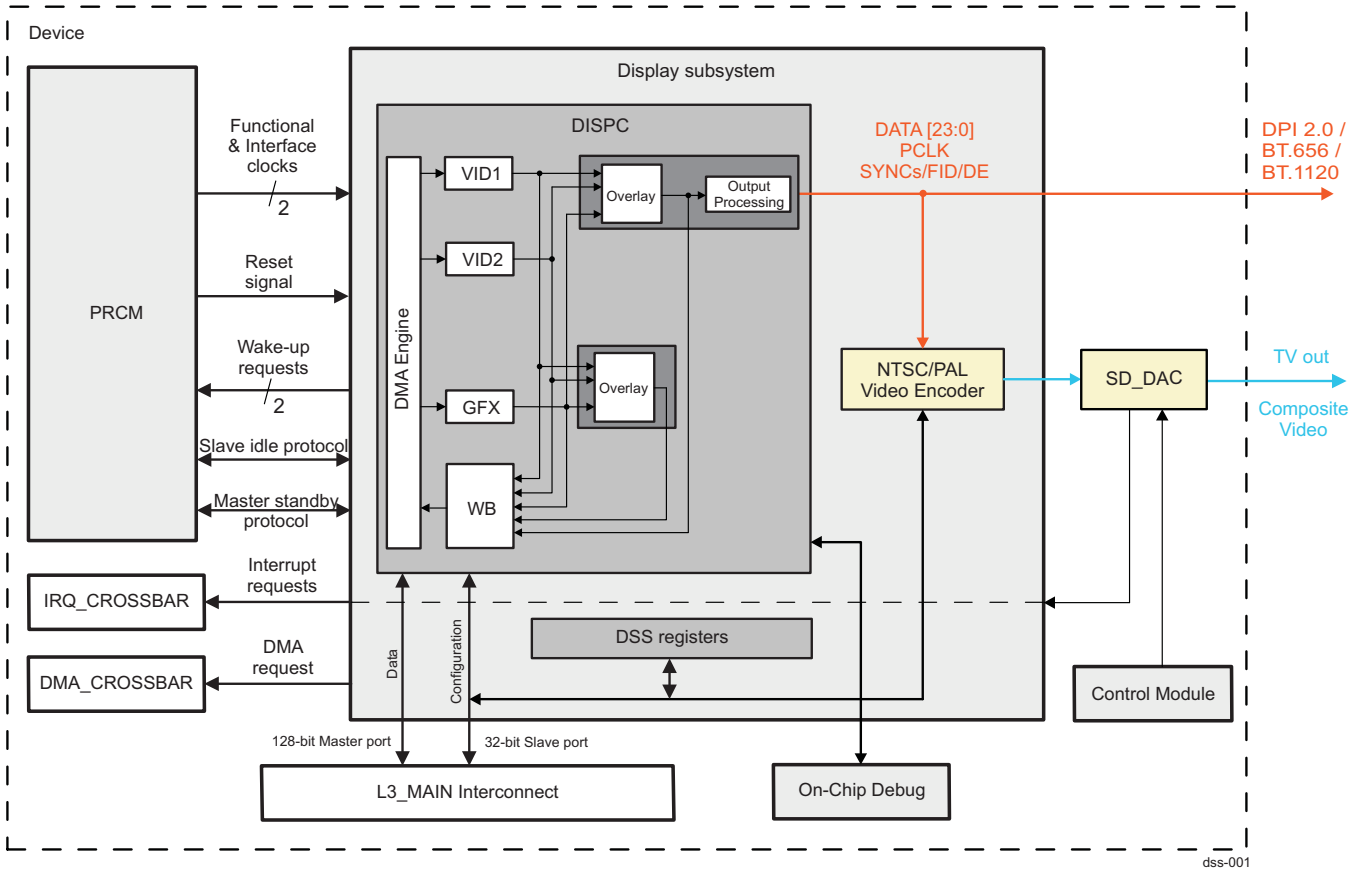 Device
Display subsystem
DISPC
PRCM
Functional
& Interface
clocks
2
Reset
signal
Wake-up
requests
2
Slave idle protocol
Master standby
protocol
Interrupt
requests
IRQ_CROSSBAR
DMA
request
DMA_CROSSBAR
DMA Engine
VID1
VID2
GFX
WB
Overlay
Output
Processing
Overlay
DATA [23:0]
PCLK
SYNCs/FID/DE
DPI 2.0 /
BT.656 /
BT.1120
NTSC/PAL
Video Encoder
SD_DAC
TV out
Composite
Video
DSS registers
Data
Configuration
128-bit Master port
32-bit Slave port
L3_MAIN Interconnect
On-Chip Debug
Control Module
dss-001